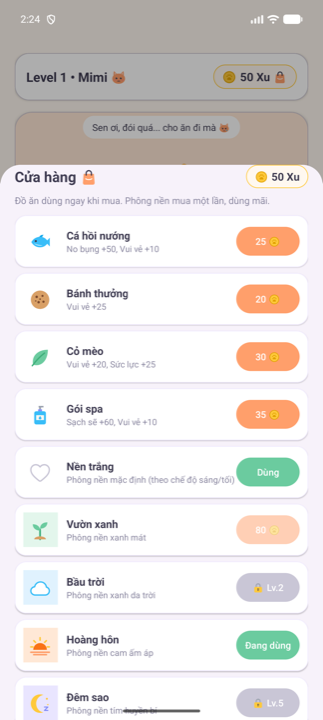 2:24
Level 1 • Mimi
50 Xu
Sen ơi, đói quá... cho ăn đi mà
Cửa hàng
50 Xu
Đồ ăn dùng ngay khi mua. Phòng nền mua một lần, dùng mãi.
Cá hồi nướng
No bụng +50, Vui vẻ +10
25
Bánh thưởng
Vui vẻ +25
20
Cỏ mèo
Vui vẻ +20, Sức lực +25
30
Gói spa
Sạch sẽ +60, Vui vẻ +10
35
Nền trắng
Phông nền mặc định (theo chế độ sáng/tối)
Dùng
Vườn xanh
Phông nền xanh mát
80
Bầu trời
Phông nền xanh da trời
Lv.2
Hoàng hôn
Phông nền cam ấm áp
Đang dùng
Đêm sao
Phông nền tím huyền bí
Lv.5